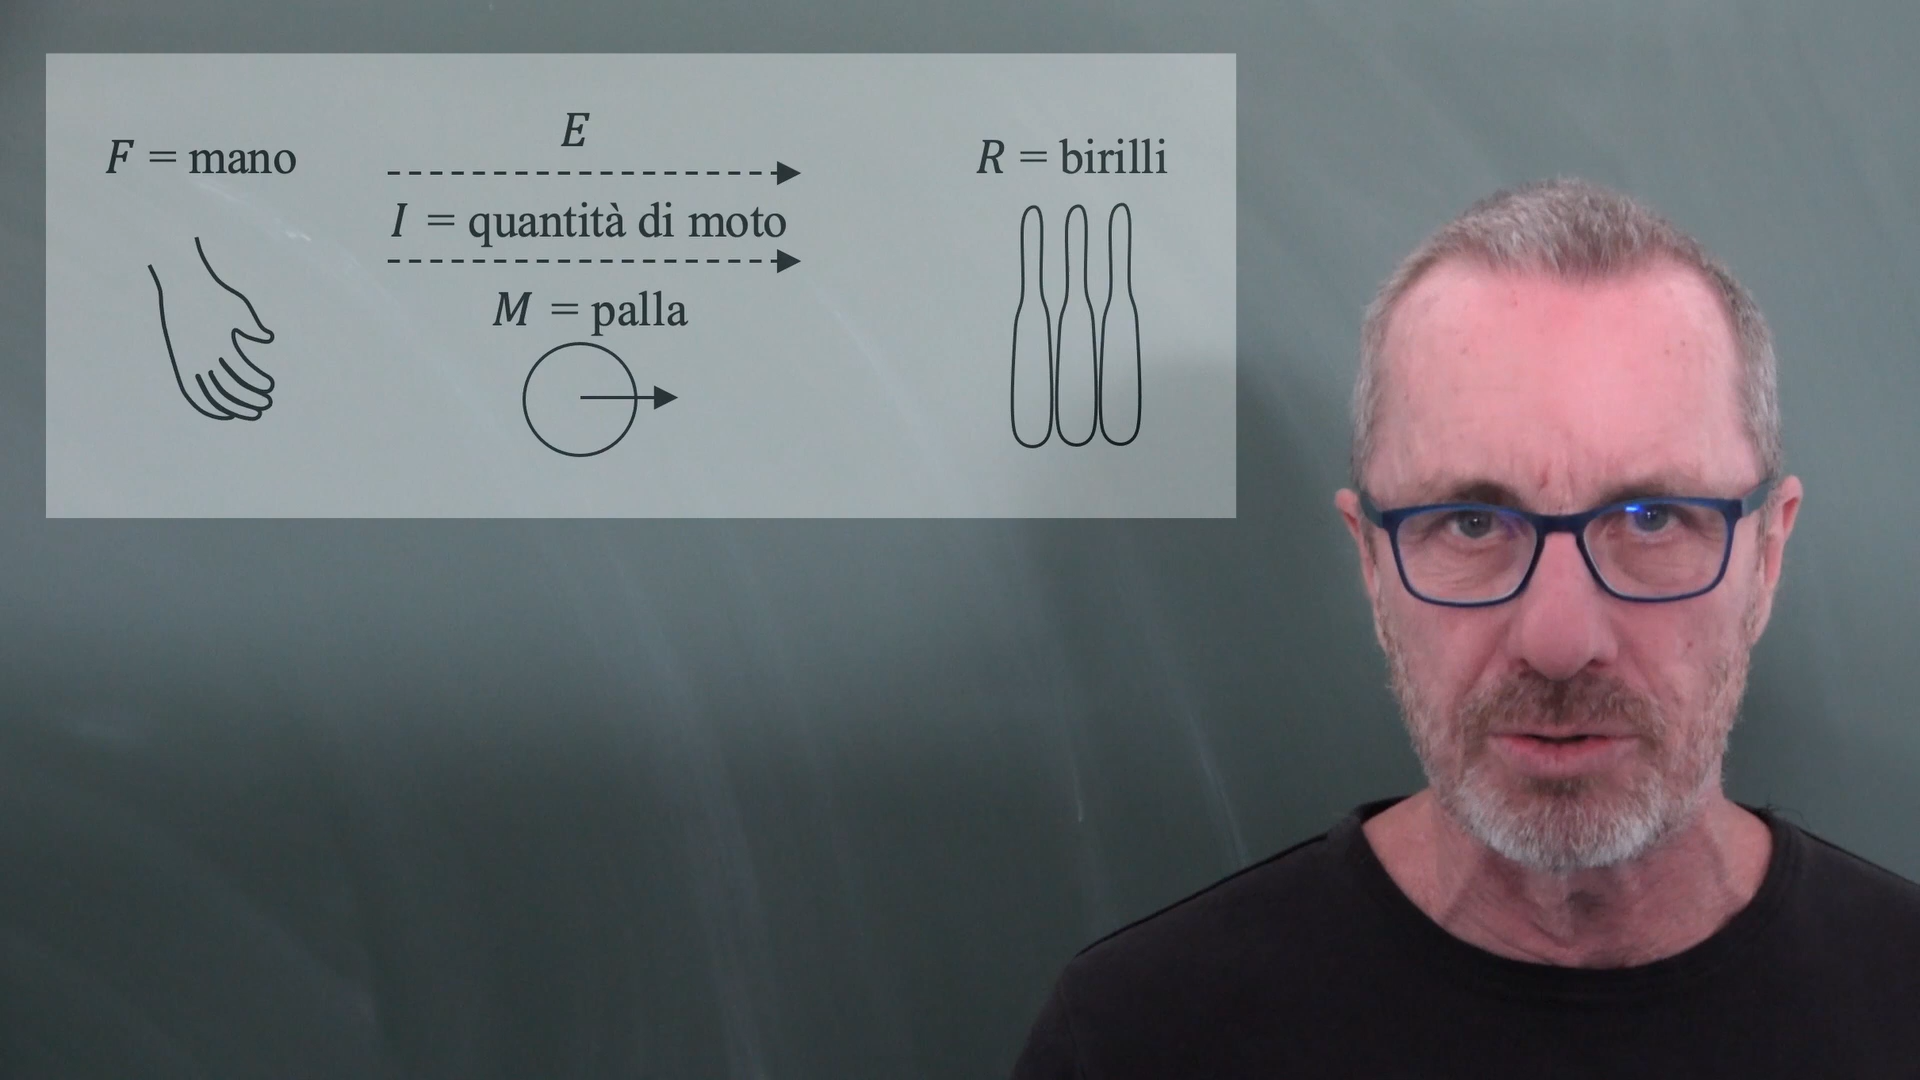 E
F = mano
R = birilli
I = quantità di moto
M = palla